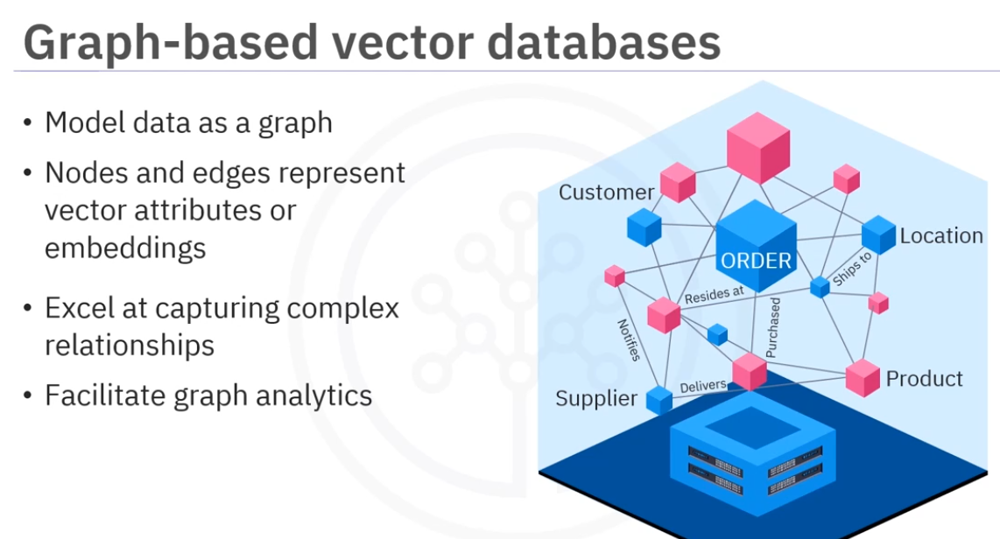 Graph-based vector databases
• Model data as a graph
• Nodes and edges represent
vector attributes or
embeddings
• Excel at capturing complex
relationships
• Facilitate graph analytics
Customer
ORDER
Location
Ships to
Resides at
Purchased
Notifies
Delivers
Supplier
Product